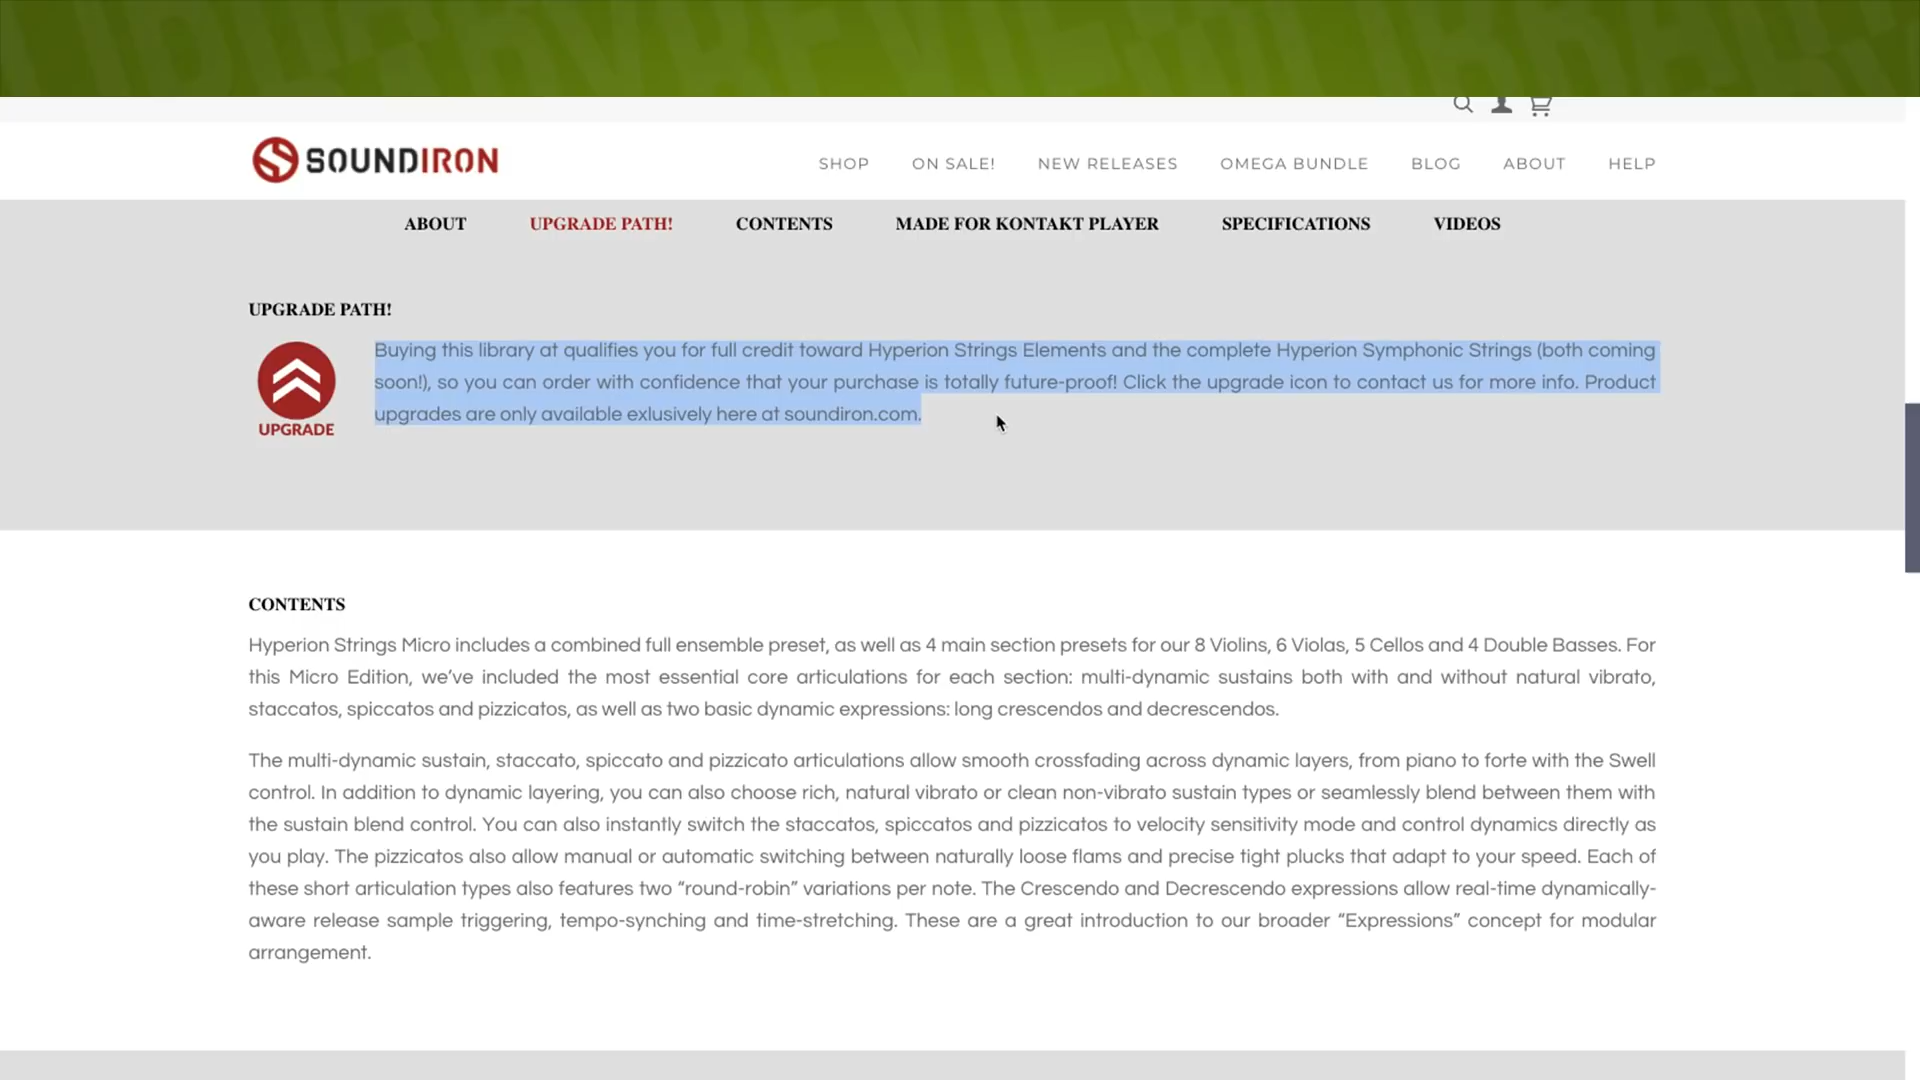 SOUNDIRON
SHOP ON SALE! NEW RELEASES OMEGA BUNDLE BLOG ABOUT HELP
ABOUT UPGRADE PATH! CONTENTS MADE FOR KONTAKT PLAYER SPECIFICATIONS VIDEOS
UPGRADE PATH!
UPGRADE
Buying this library at qualifies you for full credit toward Hyperion Strings Elements and the complete Hyperion Symphonic Strings (both coming
soon!), so you can order with confidence that your purchase is totally future-proof! Click the upgrade icon to contact us for more info. Product
upgrades are only available exlusively here at soundiron.com.
CONTENTS
Hyperion Strings Micro includes a combined full ensemble preset, as well as 4 main section presets for our 8 Violins, 6 Violas, 5 Cellos and 4 Double Basses. For
this Micro Edition, we've included the most essential core articulations for each section: multi-dynamic sustains both with and without natural vibrato,
staccatos, spiccatos and pizzicatos, as well as two basic dynamic expressions: long crescendos and decrescendos.
The multi-dynamic sustain, staccato, spiccato and pizzicato articulations allow smooth crossfading across dynamic layers, from piano to forte with the Swell
control. In addition to dynamic layering, you can also choose rich, natural vibrato or clean non-vibrato sustain types or seamlessly blend between them with
the sustain blend control. You can also instantly switch the staccatos, spiccatos and pizzicatos to velocity sensitivity mode and control dynamics directly as
you play. The pizzicatos also allow manual or automatic switching between naturally loose flams and precise tight plucks that adapt to your speed. Each of
these short articulation types also features two “round-robin” variations per note. The Crescendo and Decrescendo expressions allow real-time dynamically-
aware release sample triggering, tempo-synching and time-stretching. These are a great introduction to our broader “Expressions” concept for modular
arrangement.